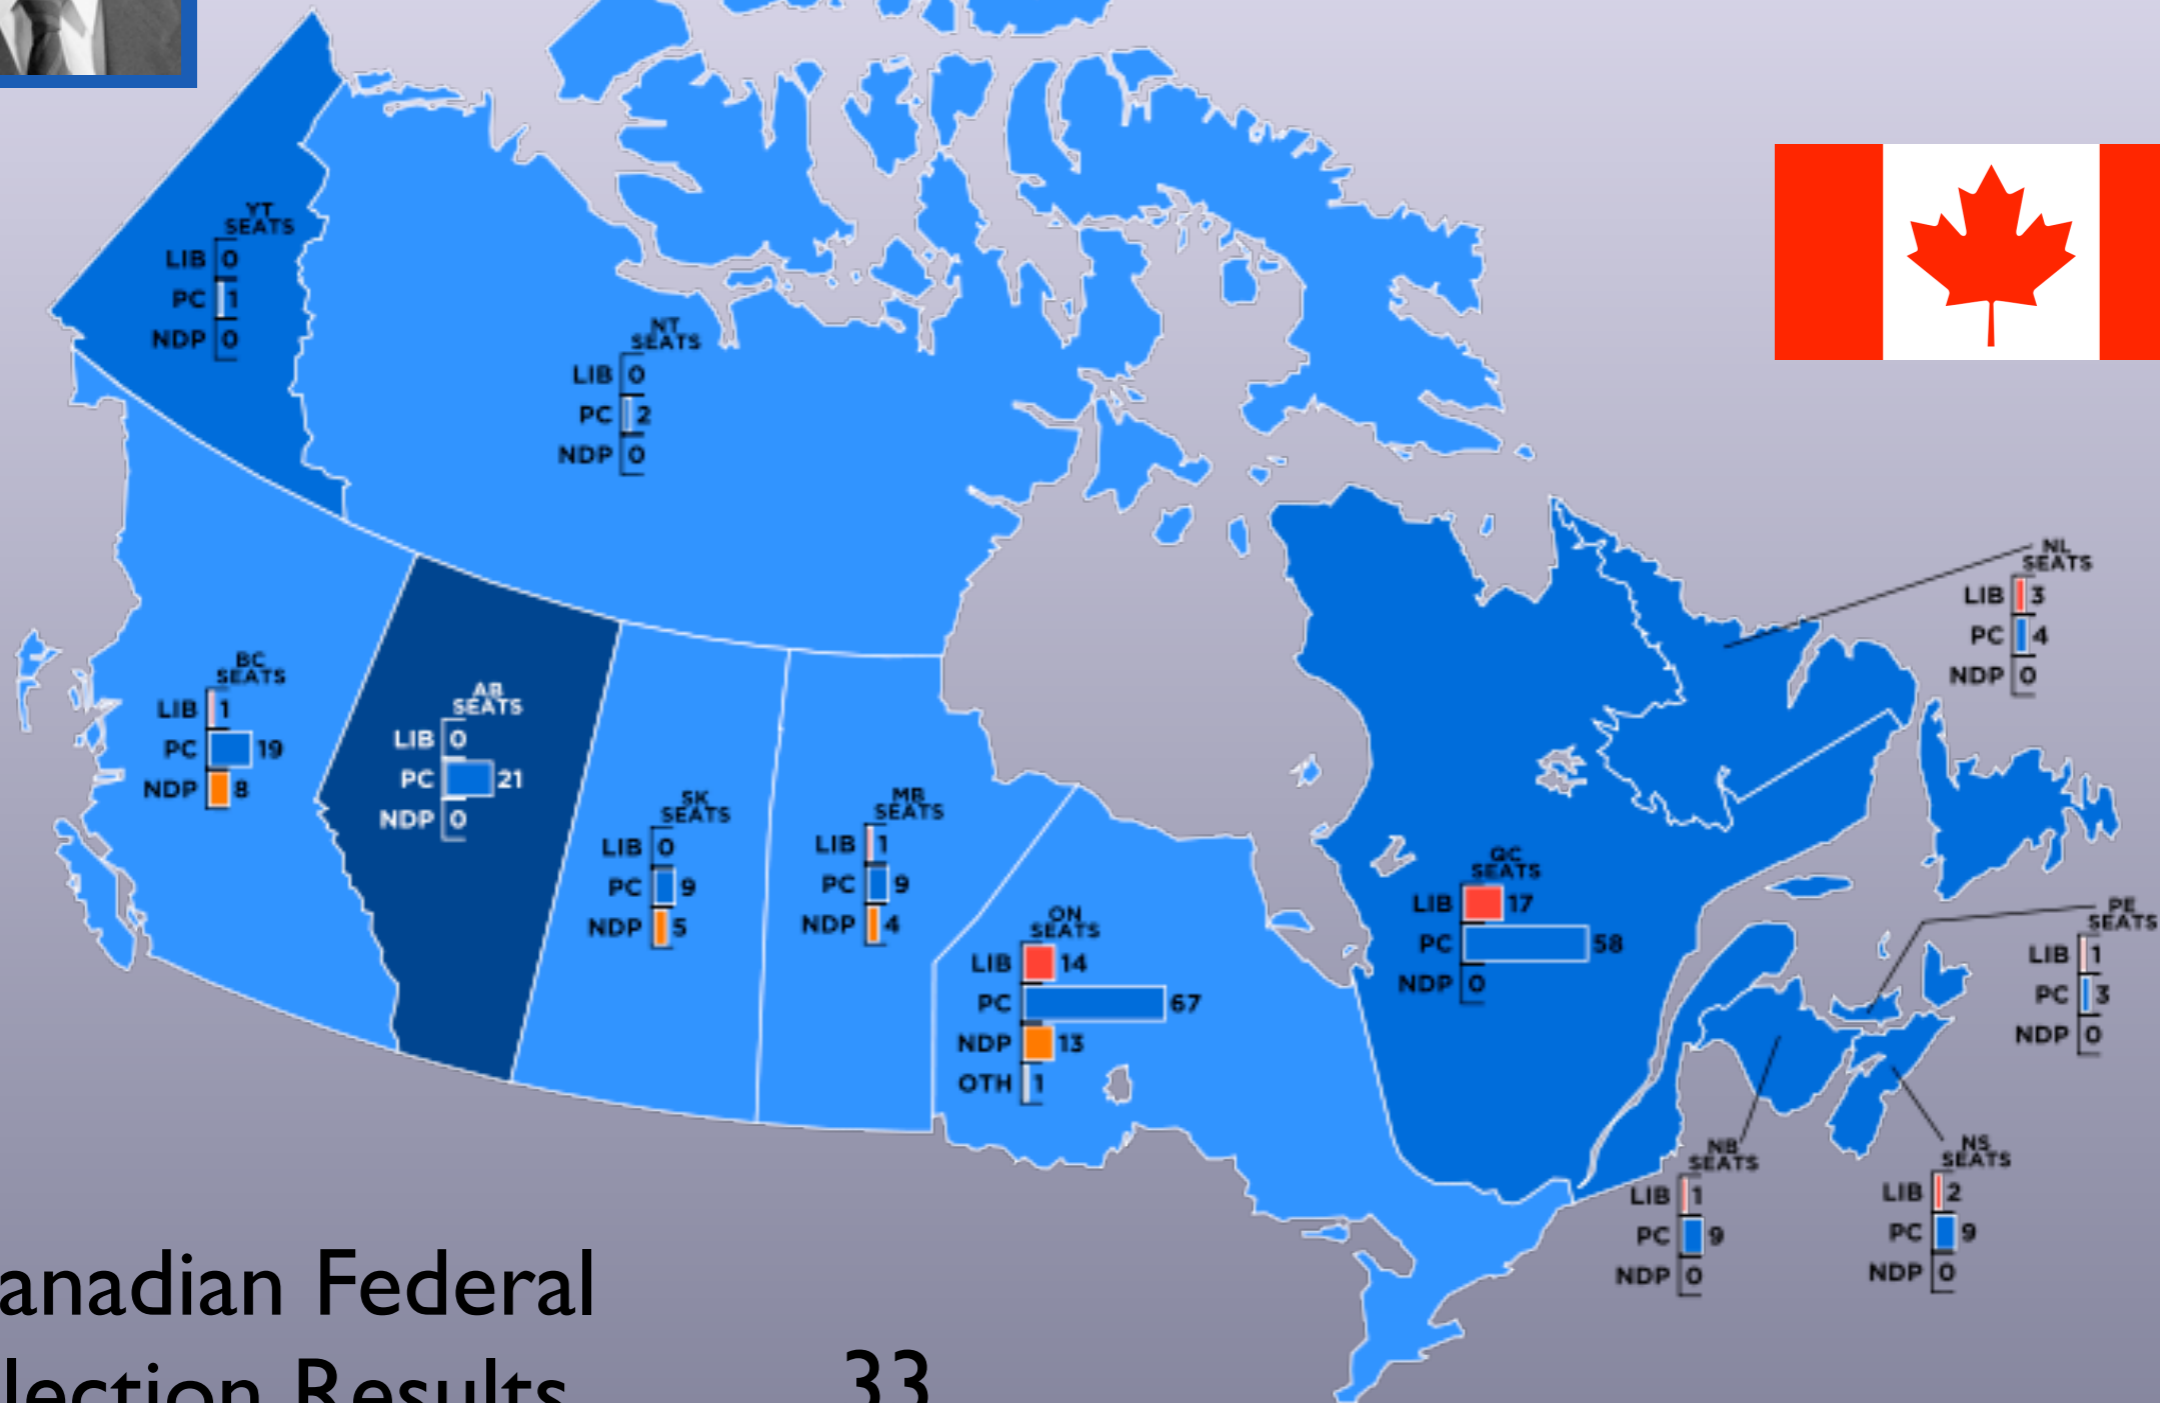 YT
SEATS
LIB 0
PC 1
NDP 0
NT
SEATS
LIB 0
PC 2
NDP 0
NL
SEATS
LIB 3
PC 4
NDP 0
BC
SEATS
LIB 1
PC 19
NDP 8
AB
SEATS
LIB 0
PC 21
NDP 0
SK
SEATS
LIB 0
PC 9
NDP 5
MB
SEATS
LIB 1
PC 9
NDP 4
ON
SEATS
LIB 14
PC 67
NDP 13
OTH 1
QC
SEATS
LIB 17
PC 58
NDP 0
PE
SEATS
LIB 1
PC 3
NDP 0
NB
SEATS
LIB 1
PC 9
NDP 0
NS
SEATS
LIB 2
PC 9
NDP 0
anadian Federal
lection Results
33